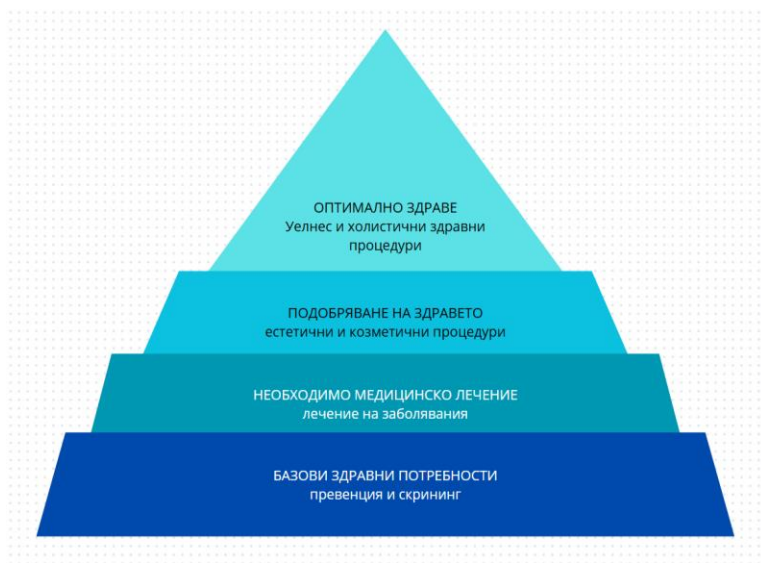 ОПТИМАЛНО ЗДРАВЕ
Уелнес и холистични здравни
процедури
ПОДОБРЯВАНЕ НА ЗДРАВЕТО
естетични и козметични процедури
НЕОБХОДИМО МЕДИЦИНСКО ЛЕЧЕНИЕ
лечение на заболявания
БАЗОВИ ЗДРАВНИ ПОТРЕБНОСТИ
превенция и скрининг